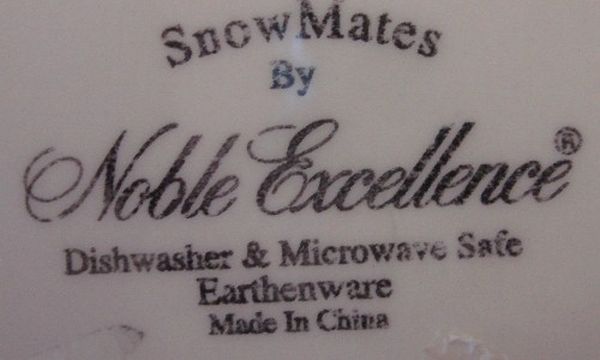 SnowMates
By
Noble Excellence®
Dishwasher & Microwave Safe
Earthenware
Made In China